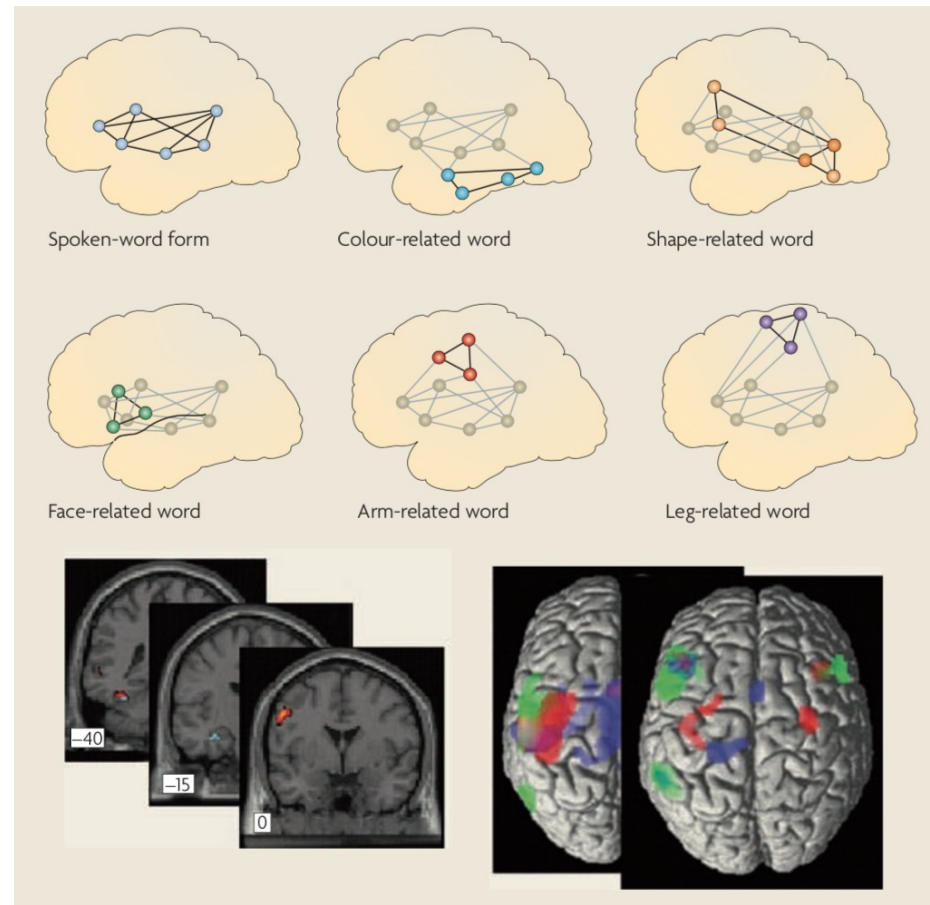 Spoken-word form
Colour-related word
Shape-related word
Face-related word
Arm-related word
Leg-related word
–40
–15
0